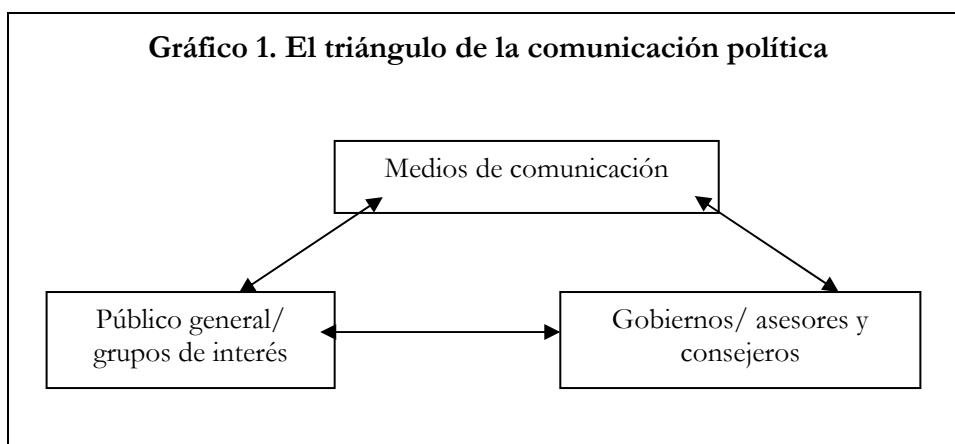 Gráfico 1. El triángulo de la comunicación política
Medios de comunicación
Público general/
grupos de interés
Gobiernos/ asesores y
consejeros